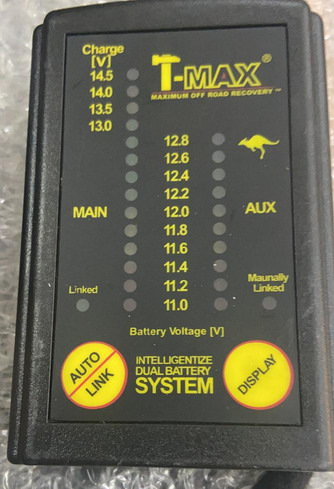 Charge
[V]
T-MAX®
MAXIMUM OFF ROAD RECOVERY ™
14.5
14.0
13.5
13.0
12.8
12.6
12.4
12.2
MAIN 12.0 AUX
11.8
11.6
11.4
Linked 11.2 Maunally
Linked
11.0
Battery Voltage [V]
AUTO
LINK
INTELLIGENTIZE
DUAL BATTERY
SYSTEM
DISPLAY